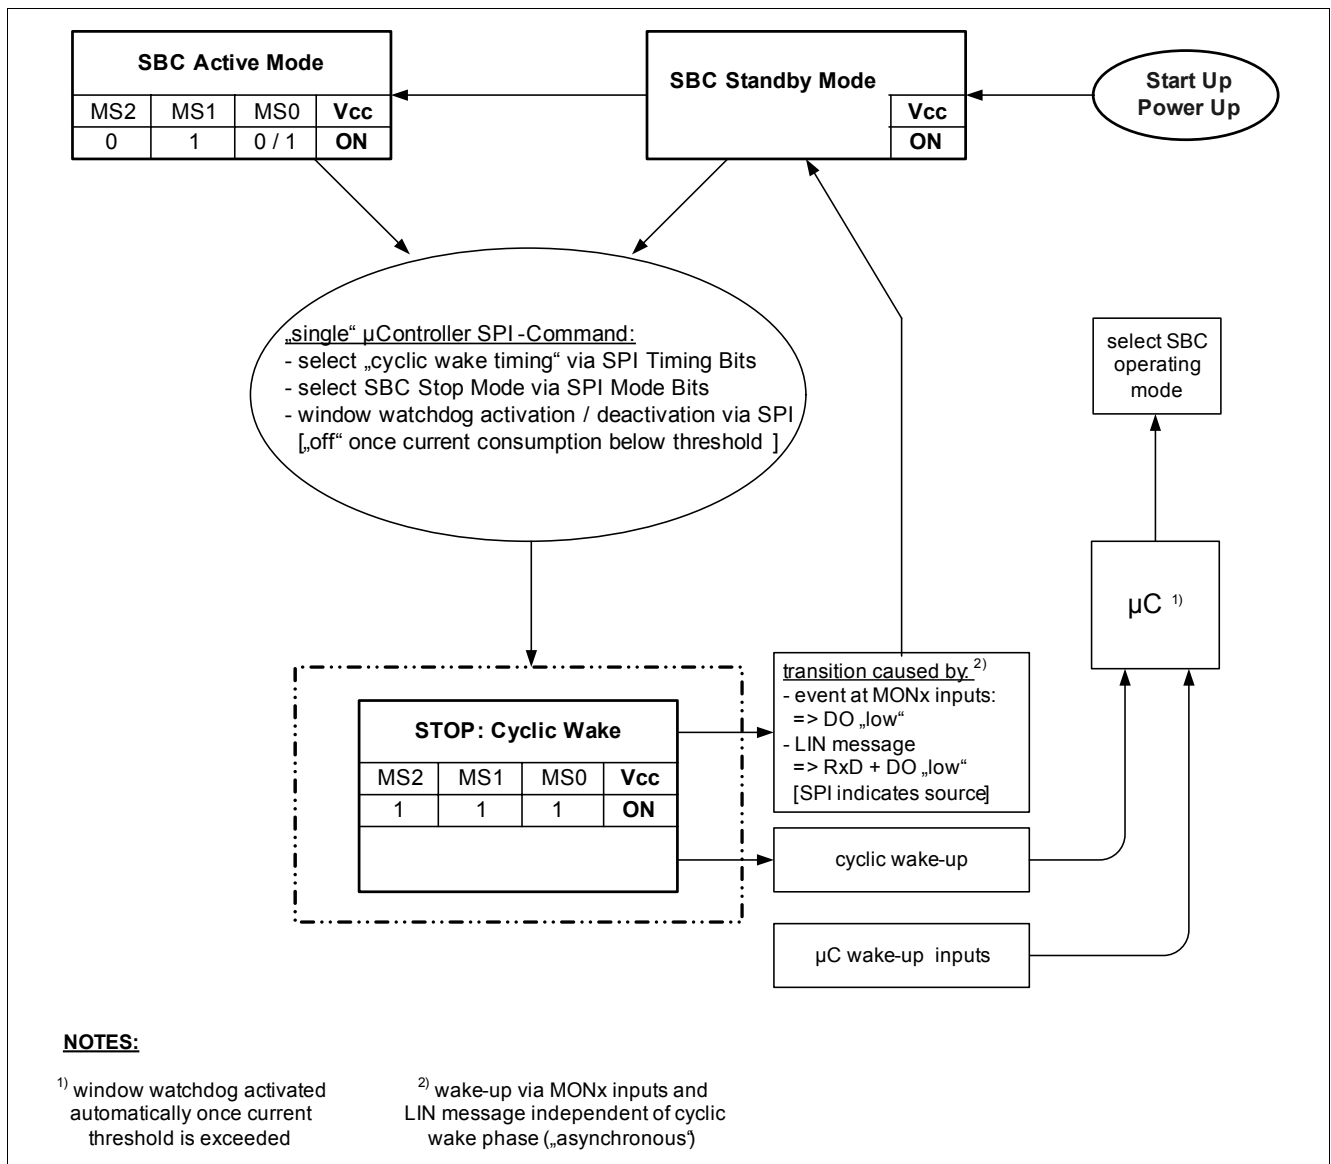 SBC Active Mode
MS2 MS1 MS0 Vcc
0 1 0 / 1 ON
SBC Standby Mode
Vcc
ON
Start Up
Power Up
„single“ µController SPI-Command:
- select „cyclic wake timing“ via SPI Timing Bits
- select SBC Stop Mode via SPI Mode Bits
- window watchdog activation / deactivation via SPI
[„off“ once current consumption below threshold ]
select SBC
operating
mode
µC 1)
STOP: Cyclic Wake
MS2 MS1 MS0 Vcc
1 1 1 ON
transition caused by: 2)
- event at MONx inputs:
=> DO „low“
- LIN message
=> RxD + DO „low“
[SPI indicates source]
cyclic wake-up
µC wake-up inputs
NOTES:
1) window watchdog activated
automatically once current
threshold is exceeded
2) wake-up via MONx inputs and
LIN message independent of cyclic
wake phase („asynchronous“)